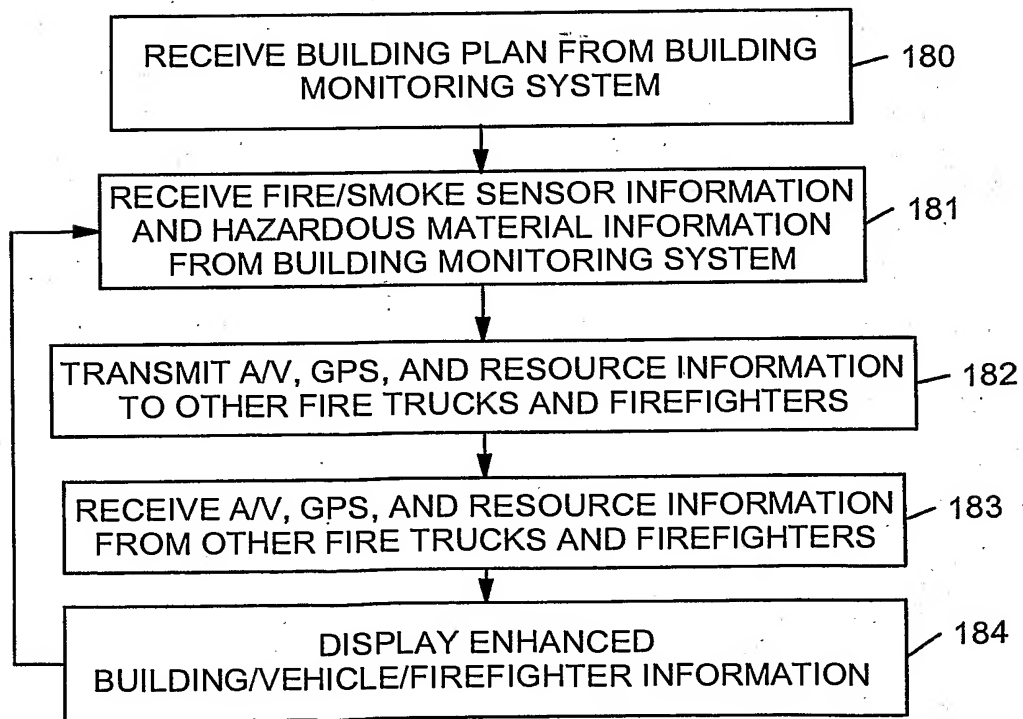 RECEIVE BUILDING PLAN FROM BUILDING
MONITORING SYSTEM
180
RECEIVE FIRE/SMOKE SENSOR INFORMATION
AND HAZARDOUS MATERIAL INFORMATION
FROM BUILDING MONITORING SYSTEM
181
TRANSMIT A/V, GPS, AND RESOURCE INFORMATION
TO OTHER FIRE TRUCKS AND FIREFIGHTERS
182
RECEIVE A/V, GPS, AND RESOURCE INFORMATION
FROM OTHER FIRE TRUCKS AND FIREFIGHTERS
183
DISPLAY ENHANCED
BUILDING/VEHICLE/FIREFIGHTER INFORMATION
184